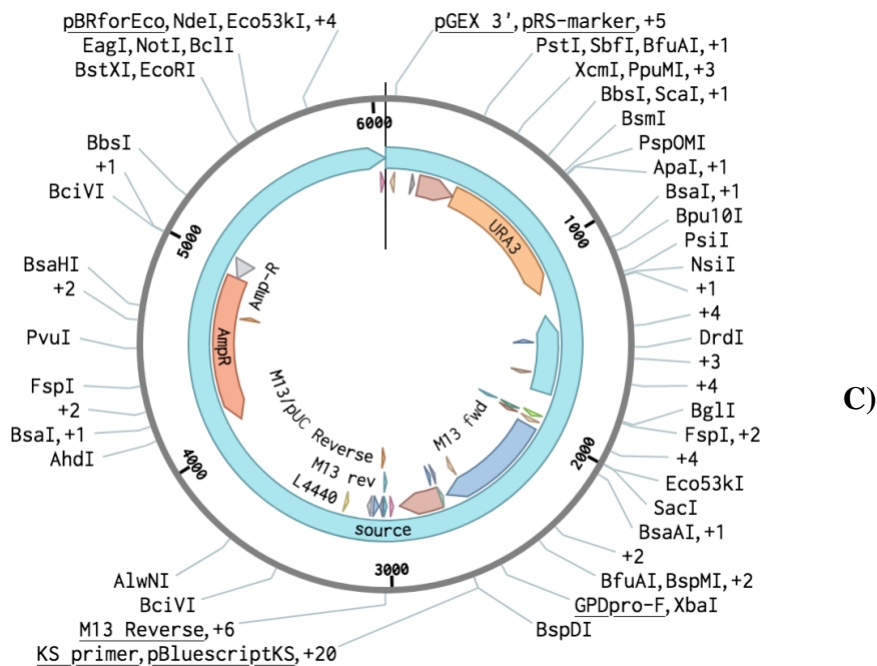 pBRforEco, NdeI, Eco53kI, +4
EagI, NotI, BclI
BstXI, EcoRI
BbsI
+1
BciVI
BsaHI
+2
PvuI
FspI
+2
BsaI, +1
AhdI
AlwNI
BciVI
M13 Reverse, +6
KS primer, pBluescriptKS, +20
pGEX 3', pRS-marker, +5
PstI, SbfI, BfuAI, +1
XcmI, PpuMI, +3
BbsI, ScaI, +1
BsmI
PspOMI
ApaI, +1
BsaI, +1
Bpu10I
PsiI
NsiI
+1
+4
DrdI
+3
+4
BglI
FspI, +2
+4
Eco53kI
SacI
BsaAI, +1
+2
BfuAI, BspMI, +2
GPDpro-F, XbaI
BspDI
6000
1000
2000
3000
4000
5000
URA3
Amp-R
AmpR
M13/pUC Reverse
M13 rev
L4440
M13 fwd
source
C)